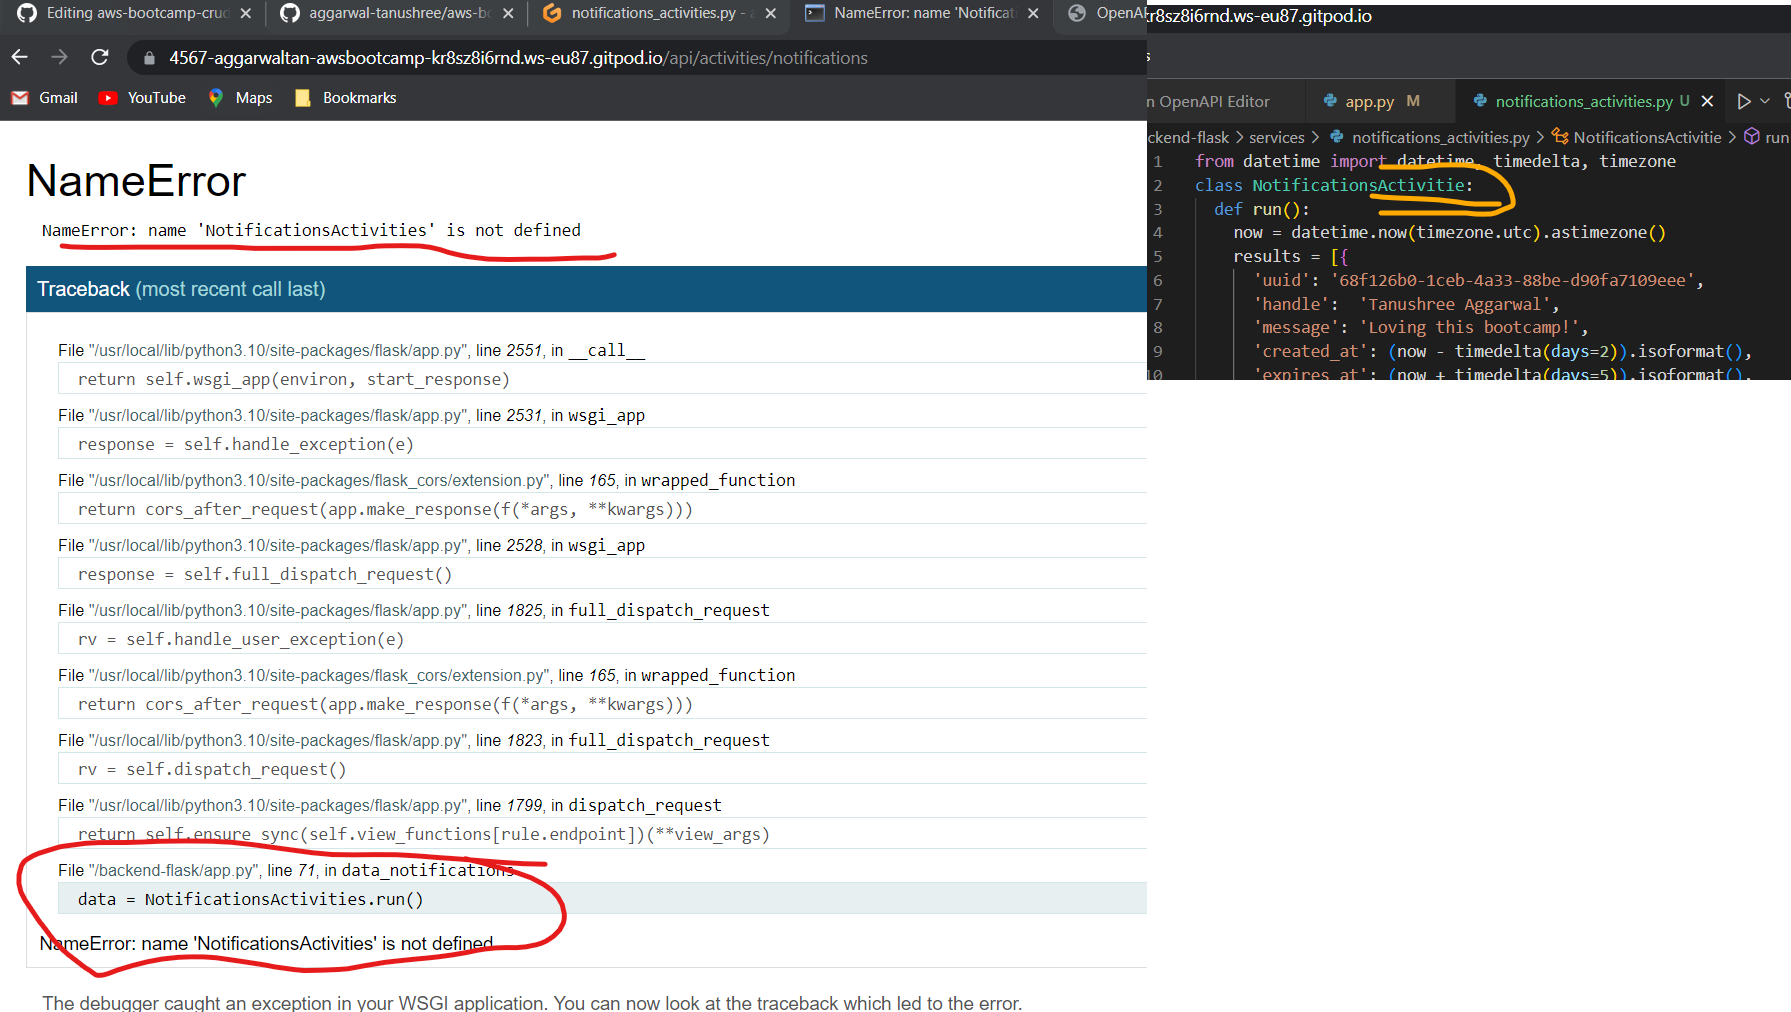 Editing aws-bootcamp-crud
aggarwal-tanushree/aws-bo
notifications_activities.py - a
NameError: name 'Notificati
OpenAP
4567-aggarwaltan-awsbootcamp-kr8sz8i6rnd.ws-eu87.gitpod.io/api/activities/notifications
Gmail YouTube Maps Bookmarks
NameError
NameError: name 'NotificationsActivities' is not defined
Traceback (most recent call last)
File "/usr/local/lib/python3.10/site-packages/flask/app.py", line 2551, in __call__
return self.wsgi_app(environ, start_response)
File "/usr/local/lib/python3.10/site-packages/flask/app.py", line 2531, in wsgi_app
response = self.handle_exception(e)
File "/usr/local/lib/python3.10/site-packages/flask_cors/extension.py", line 165, in wrapped_function
return cors_after_request(app.make_response(f(*args, **kwargs)))
File "/usr/local/lib/python3.10/site-packages/flask/app.py", line 2528, in wsgi_app
response = self.full_dispatch_request()
File "/usr/local/lib/python3.10/site-packages/flask/app.py", line 1825, in full_dispatch_request
rv = self.handle_user_exception(e)
File "/usr/local/lib/python3.10/site-packages/flask_cors/extension.py", line 165, in wrapped_function
return cors_after_request(app.make_response(f(*args, **kwargs)))
File "/usr/local/lib/python3.10/site-packages/flask/app.py", line 1823, in full_dispatch_request
rv = self.dispatch_request()
File "/usr/local/lib/python3.10/site-packages/flask/app.py", line 1799, in dispatch_request
return self.ensure_sync(self.view_functions[rule.endpoint])(**view_args)
File "/backend-flask/app.py", line 71, in data_notifications
data = NotificationsActivities.run()
NameError: name 'NotificationsActivities' is not defined
The debugger caught an exception in your WSGI application. You can now look at the traceback which led to the error.
kr8sz8i6rnd.ws-eu87.gitpod.io
s
n OpenAPI Editor app.py M notifications_activities.py U
ckend-flask > services > notifications_activities.py > NotificationsActivitie > run
1 from datetime import datetime, timedelta, timezone
2 class NotificationsActivitie:
3 def run():
4 now = datetime.now(timezone.utc).astimezone()
5 results = [{
6 'uuid': '68f126b0-1ceb-4a33-88be-d90fa7109eee',
7 'handle': 'Tanushree Aggarwal',
8 'message': 'Loving this bootcamp!',
9 'created_at': (now - timedelta(days=2)).isoformat(),
10 'expires_at': (now + timedelta(days=5)).isoformat(),